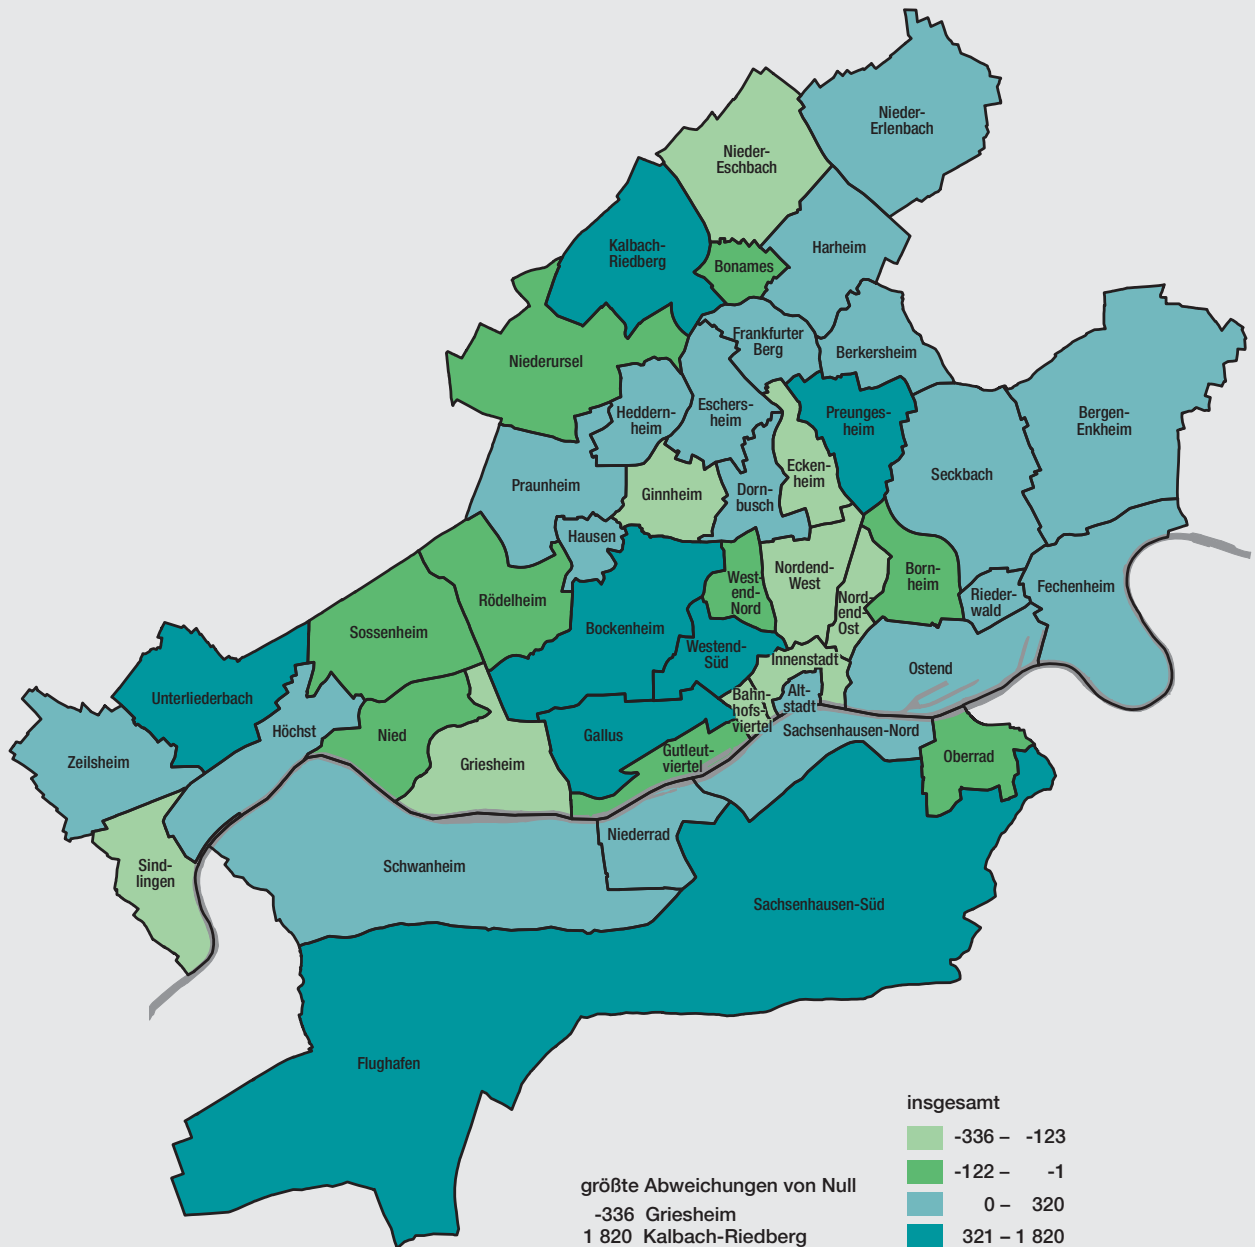 Nieder-
Erlenbach
Nieder-
Eschbach
Kalbach-
Riedberg
Harheim
Bonames
Frankfurter
Berg
Berkersheim
Niederursel
Heddern-
heim
Eschers-
heim
Preunges-
heim
Bergen-
Enkheim
Praunheim
Ginnheim
Dorn-
busch
Ecken-
heim
Seckbach
Hausen
Rödelheim
West-
end-
Nord
Nordend-
West
Nord-
end-
Ost
Born-
heim
Rieder-
wald
Fechenheim
Sossenheim
Bockenheim
Westend-
Süd
Innenstadt
Ostend
Unterliederbach
Höchst
Nied
Griesheim
Gallus
Gutleut-
viertel
Bahn-
hofs-
viertel
Alt-
stadt
Sachsenhausen-Nord
Oberrad
Zeilsheim
Sind-
lingen
Schwanheim
Niederrad
Sachsenhausen-Süd
Flughafen
größte Abweichungen von Null
-336 Griesheim
1 820 Kalbach-Riedberg
insgesamt
-336 – -123
-122 – -1
0 – 320
321 – 1 820